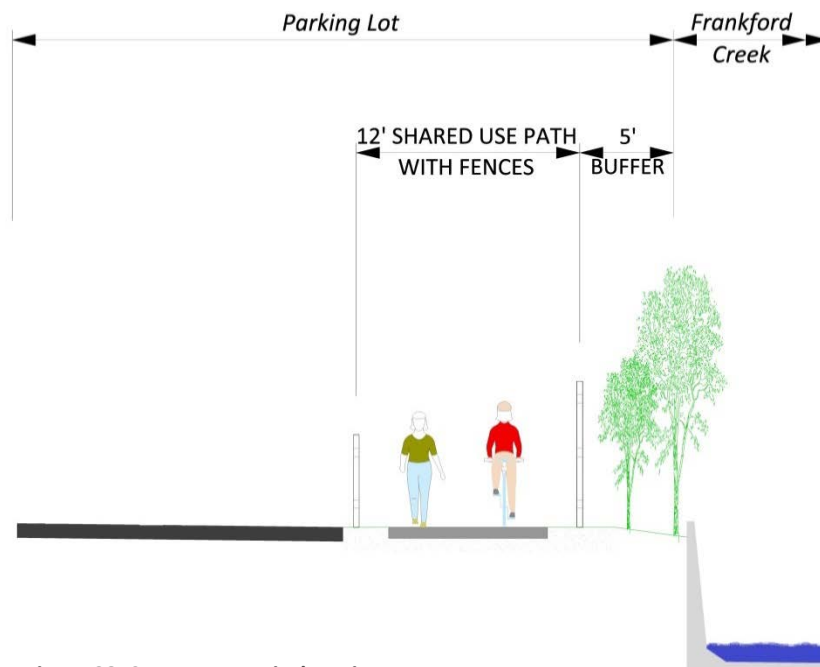 Parking Lot
Frankford
Creek
12' SHARED USE PATH
WITH FENCES
5'
BUFFER